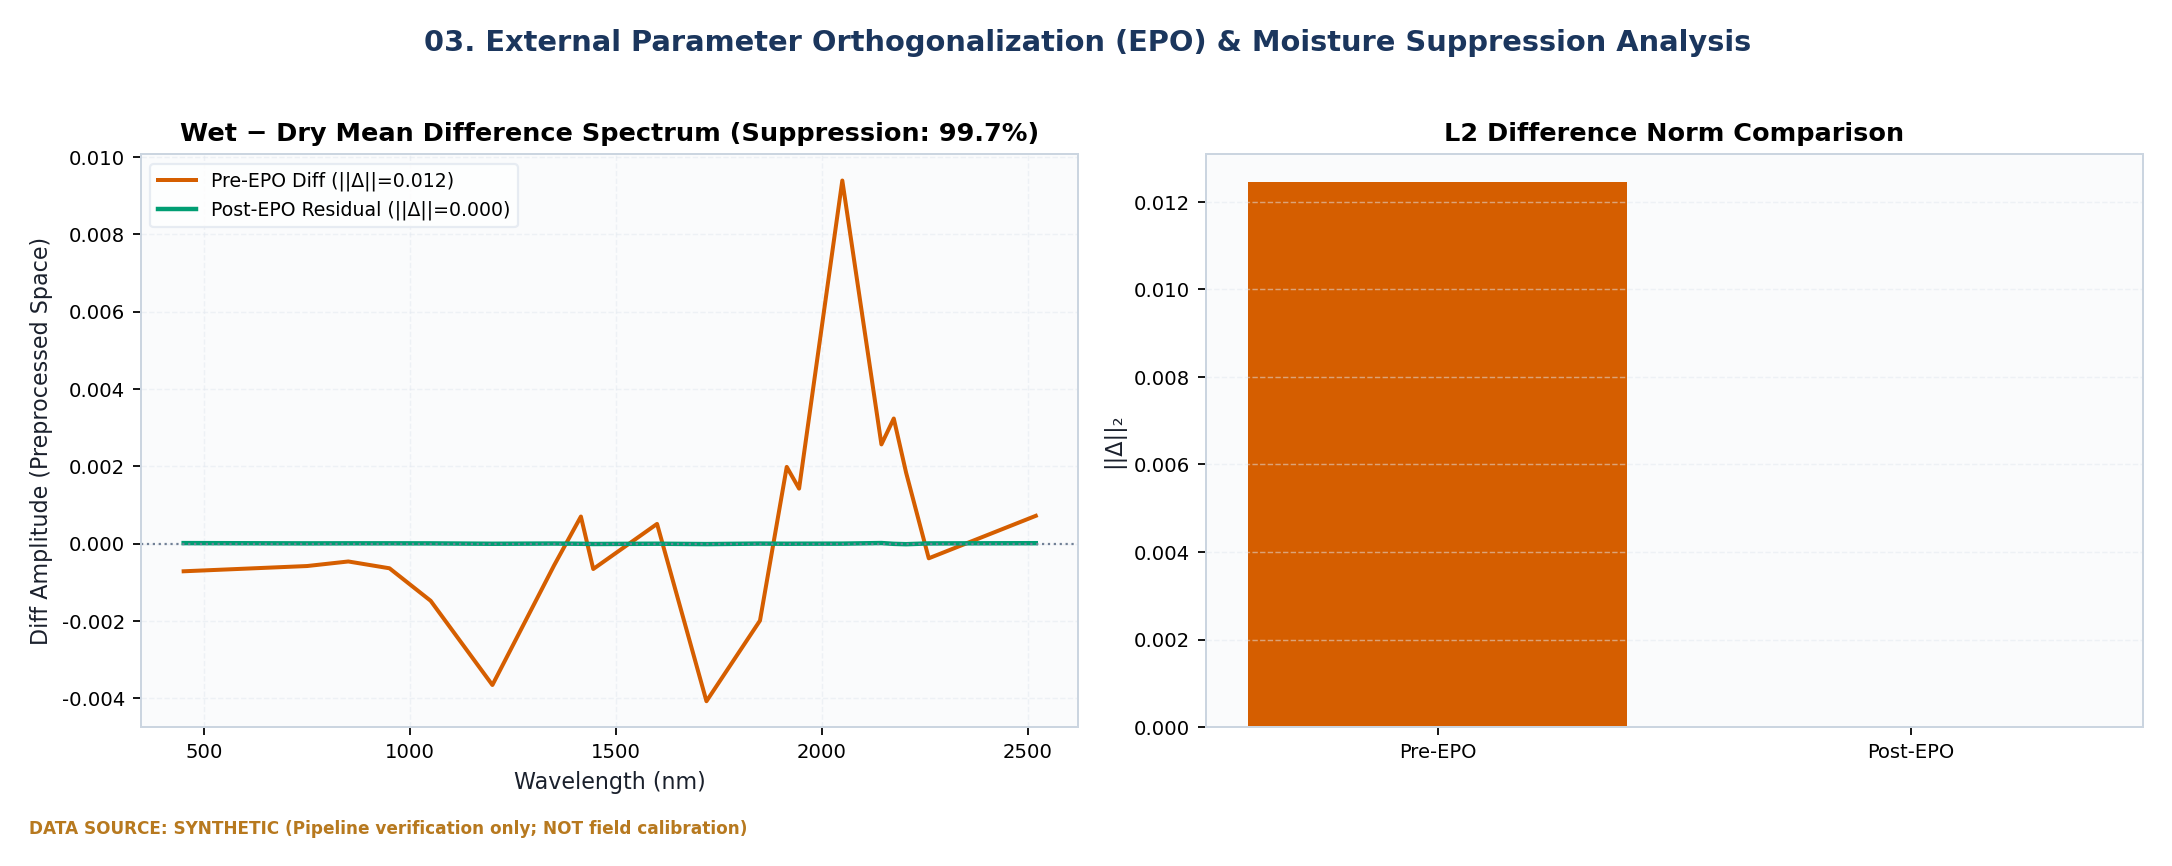 03. External Parameter Orthogonalization (EPO) & Moisture Suppression Analysis
Wet − Dry Mean Difference Spectrum (Suppression: 99.7%)
Pre-EPO Diff (||Δ||=0.012)
Post-EPO Residual (||Δ||=0.000)
Diff Amplitude (Preprocessed Space)
0.010
0.008
0.006
0.004
0.002
0.000
-0.002
-0.004
500
1000
1500
2000
2500
Wavelength (nm)
L2 Difference Norm Comparison
||Δ||₂
0.012
0.010
0.008
0.006
0.004
0.002
0.000
Pre-EPO
Post-EPO
DATA SOURCE: SYNTHETIC (Pipeline verification only; NOT field calibration)